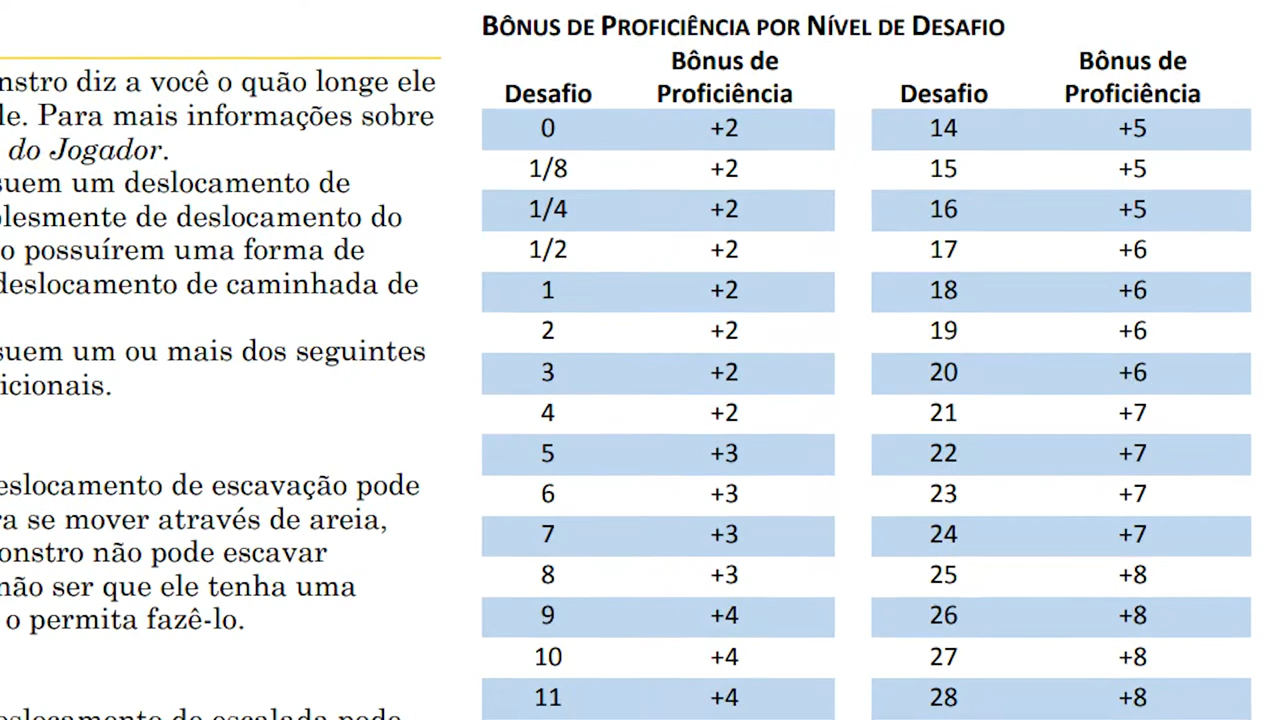 nstro diz a você o quão longe ele
le. Para mais informações sobre
do Jogador.
suem um deslocamento de
plesmente de deslocamento do
o possuírem uma forma de
deslocamento de caminhada de
suem um ou mais dos seguintes
icionais.
eslocamento de escavação pode
ra se mover através de areia,
onstro não pode escavar
não ser que ele tenha uma
o permita fazê-lo.
eslocamento de escalada pode
BÔNUS DE PROFICIÊNCIA POR NÍVEL DE DESAFIO
Bônus de Bônus de
Desafio Proficiência Desafio Proficiência
0 +2 14 +5
1/8 +2 15 +5
1/4 +2 16 +5
1/2 +2 17 +6
1 +2 18 +6
2 +2 19 +6
3 +2 20 +6
4 +2 21 +7
5 +3 22 +7
6 +3 23 +7
7 +3 24 +7
8 +3 25 +8
9 +4 26 +8
10 +4 27 +8
11 +4 28 +8